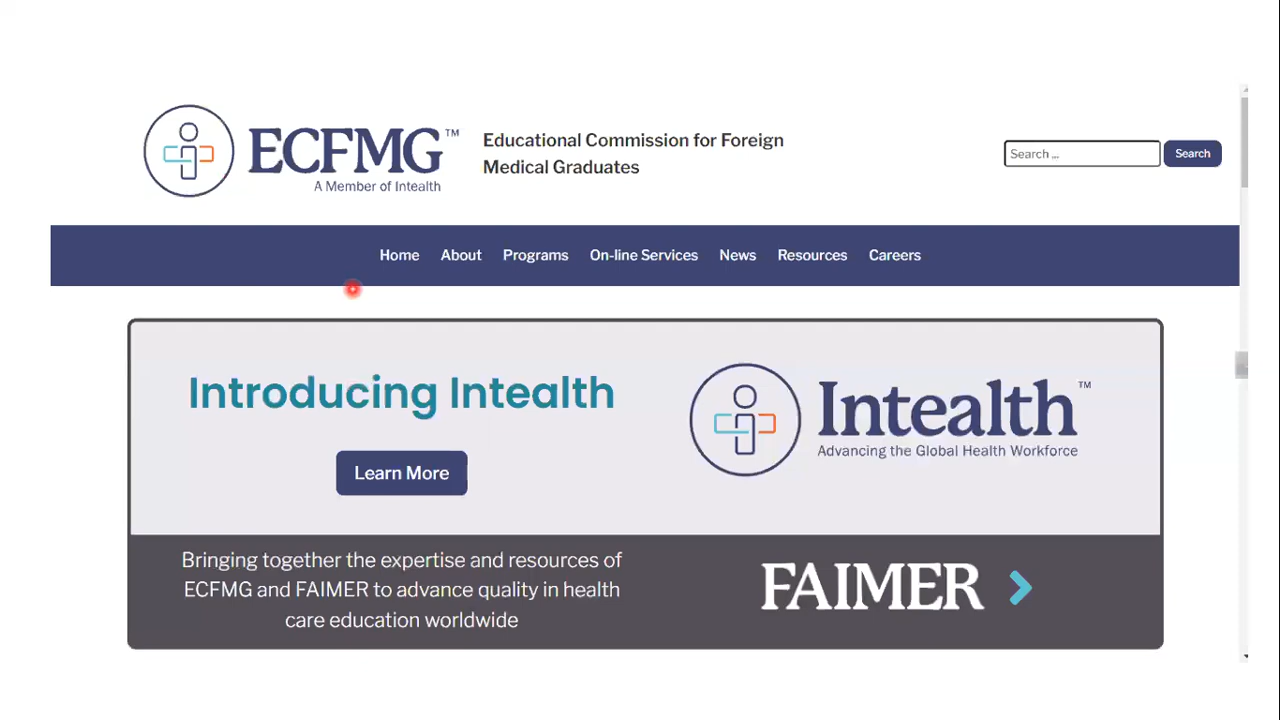 ECFMG™
A Member of Intealth
Educational Commission for Foreign
Medical Graduates
Search ...
Search
Home About Programs On-line Services News Resources Careers
Introducing Intealth
Learn More
Intealth™
Advancing the Global Health Workforce
Bringing together the expertise and resources of
ECFMG and FAIMER to advance quality in health
care education worldwide
FAIMER